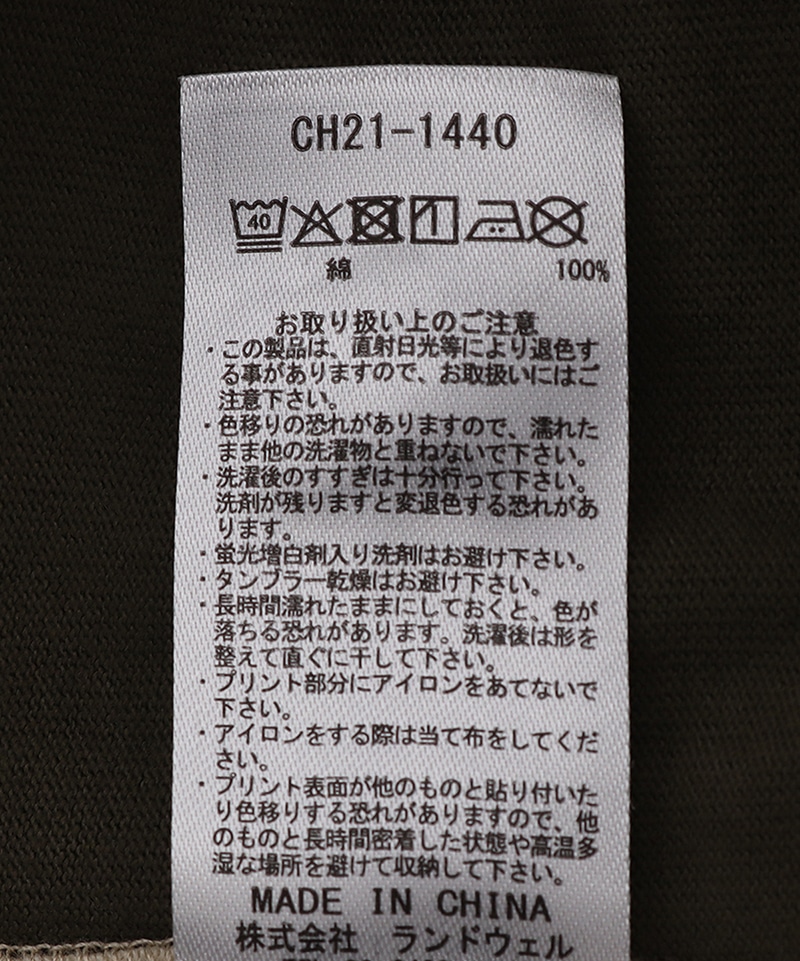 CH21-1440
40
綿 100%
お取り扱い上のご注意
・この製品は、直射日光等により退色す
る事がありますので、お取扱いにはご
注意下さい。
・色移りの恐れがありますので、濡れた
まま他の洗濯物と重ねないで下さい。
・洗濯後のすすぎは十分行って下さい。
洗剤が残りますと変退色する恐れがあ
ります。
・蛍光増白剤入り洗剤はお避け下さい。
・タンブラー乾燥はお避け下さい。
・長時間濡れたままにしておくと、色が
落ちる恐れがあります。洗濯後は形を
整えて直ぐに干して下さい。
・プリント部分にアイロンをあてないで
下さい。
・アイロンをする際は当て布をしてくだ
さい。
・プリント表面が他のものと貼り付いた
り色移りする恐れがありますので、他
のものと長時間密着した状態や高温多
湿な場所を避けて収納して下さい。
MADE IN CHINA
株式会社 ランドウェル